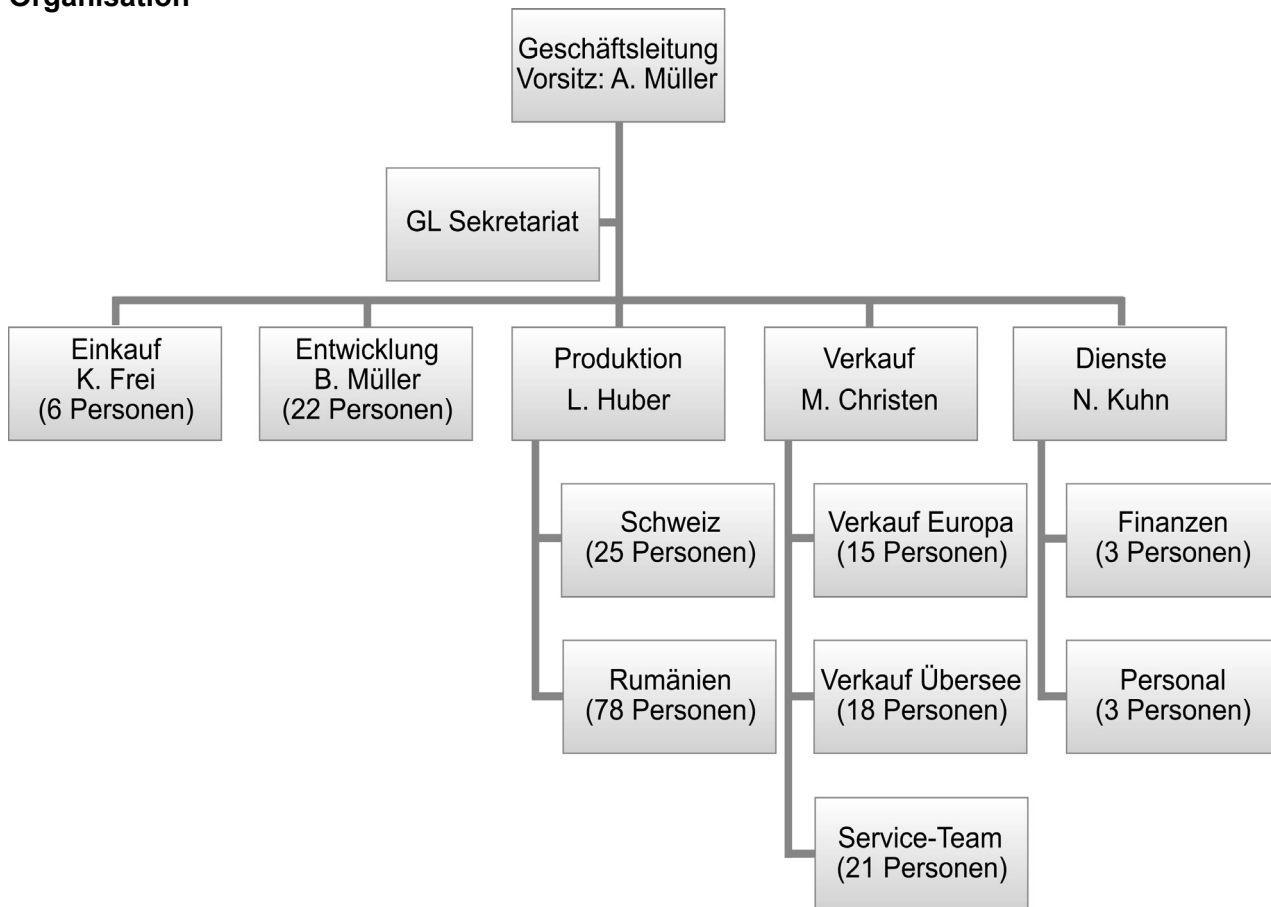 Organisation
Geschäftsleitung
Vorsitz: A. Müller
GL Sekretariat
Einkauf
K. Frei
(6 Personen)
Entwicklung
B. Müller
(22 Personen)
Produktion
L. Huber
Verkauf
M. Christen
Dienste
N. Kuhn
Schweiz
(25 Personen)
Verkauf Europa
(15 Personen)
Finanzen
(3 Personen)
Rumänien
(78 Personen)
Verkauf Übersee
(18 Personen)
Personal
(3 Personen)
Service-Team
(21 Personen)